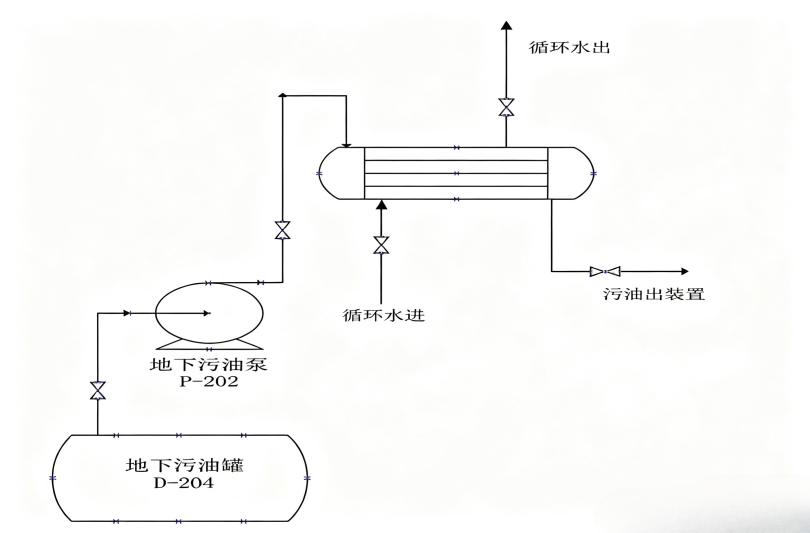 循环水出
污油出装置
循环水进
地下污油泵
P-202
地下污油罐
D-204